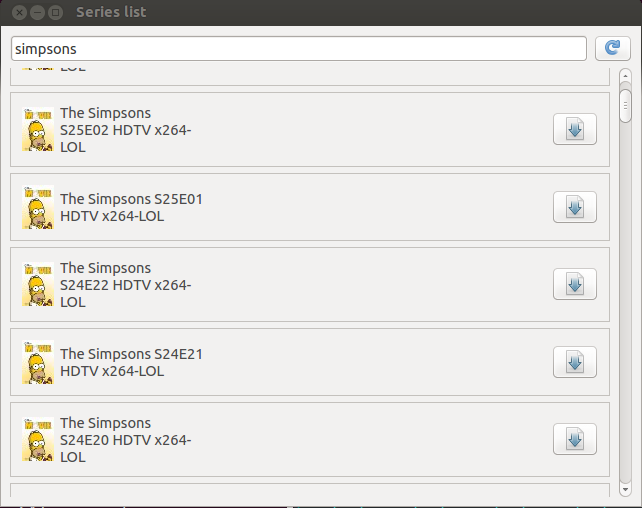 Series list
simpsons
LOL
The Simpsons
S25E02 HDTV x264-
LOL
The Simpsons S25E01
HDTV x264-LOL
The Simpsons
S24E22 HDTV x264-
LOL
The Simpsons S24E21
HDTV x264-LOL
The Simpsons
S24E20 HDTV x264-
LOL